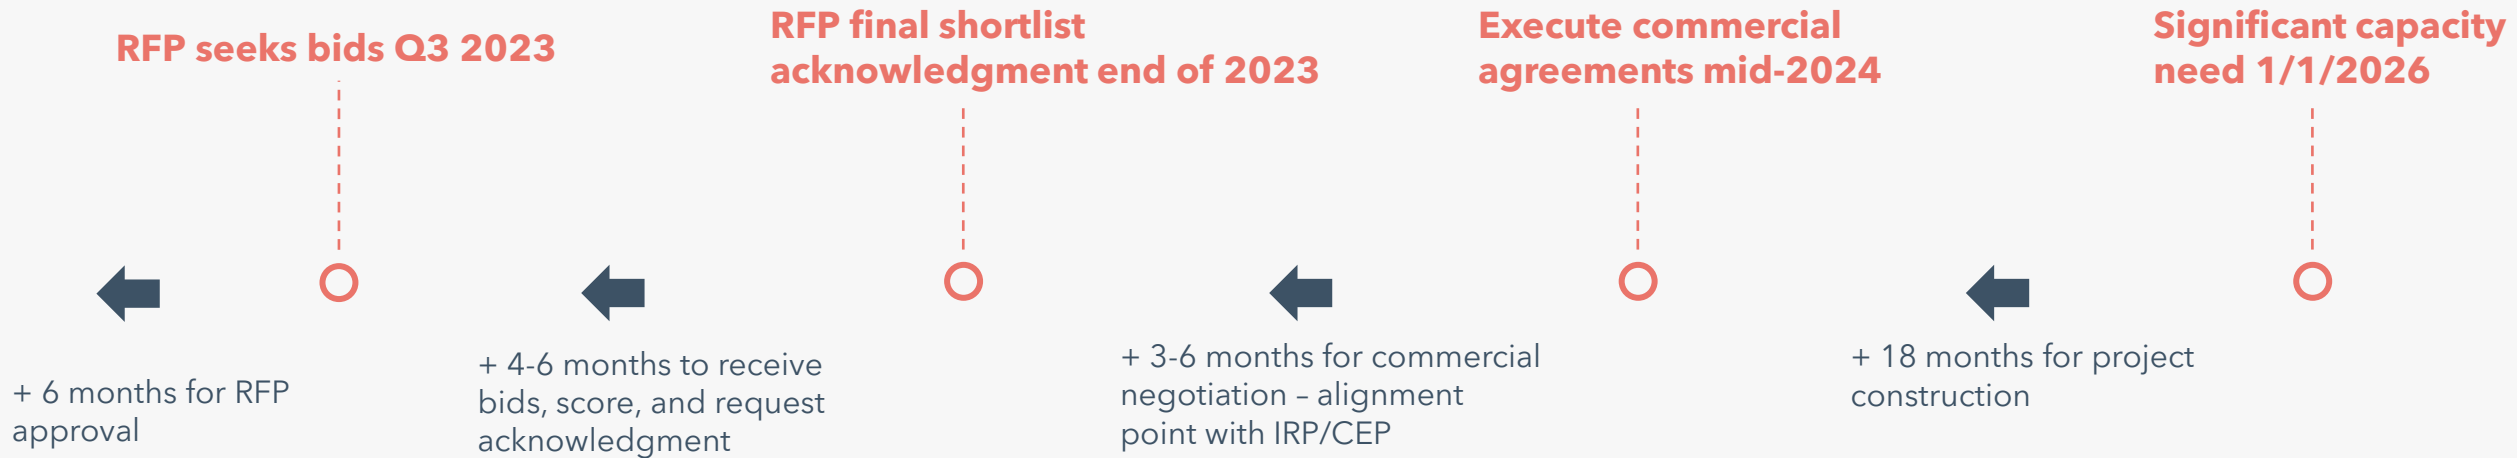 RFP seeks bids Q3 2023
RFP final shortlist
acknowledgment end of 2023
Execute commercial
agreements mid-2024
Significant capacity
need 1/1/2026
+ 6 months for RFP
approval
+ 4-6 months to receive
bids, score, and request
acknowledgment
+ 3-6 months for commercial
negotiation – alignment
point with IRP/CEP
+ 18 months for project
construction